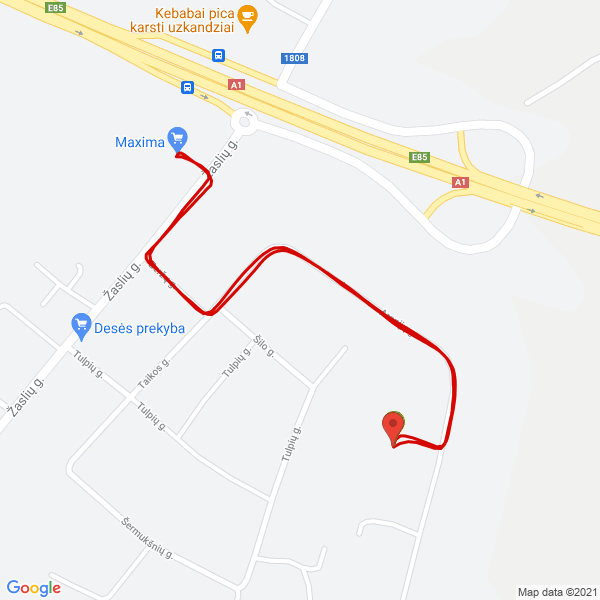 E85
Kebabai pica
karsti uzkandziai
1808
A1
Maxima
Žaslių g.
E85
A1
Žaslių g.
Desės prekyba
Šilo g.
Taikos g.
Tulpių g.
Tulpių g.
Žaslių g.
Tulpių g.
Tulpių g.
Šermukšnių g.
Google
Map data ©2021